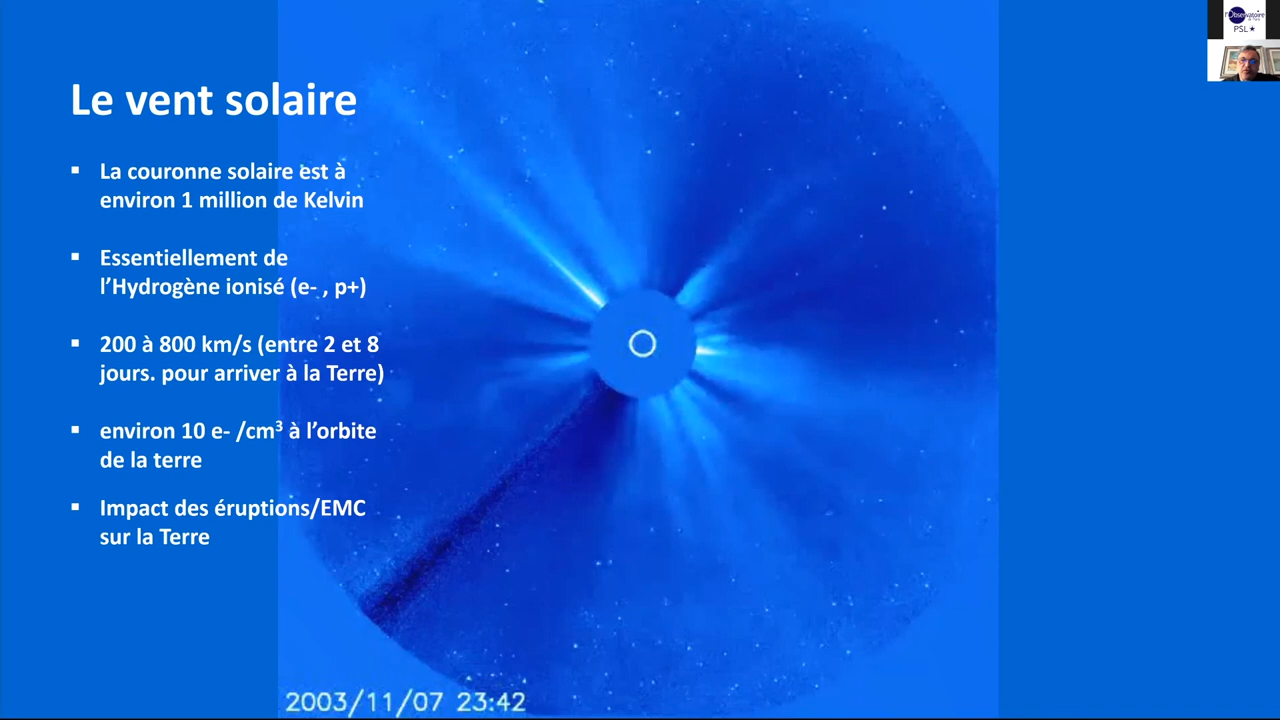 Le vent solaire
▪ La couronne solaire est à
environ 1 million de Kelvin
▪ Essentiellement de
l’Hydrogène ionisé (e- , p+)
▪ 200 à 800 km/s (entre 2 et 8
jours. pour arriver à la Terre)
▪ environ 10 e- /cm³ à l’orbite
de la terre
▪ Impact des éruptions/EMC
sur la Terre
2003/11/07 23:42
l'Observatoire
PSL★